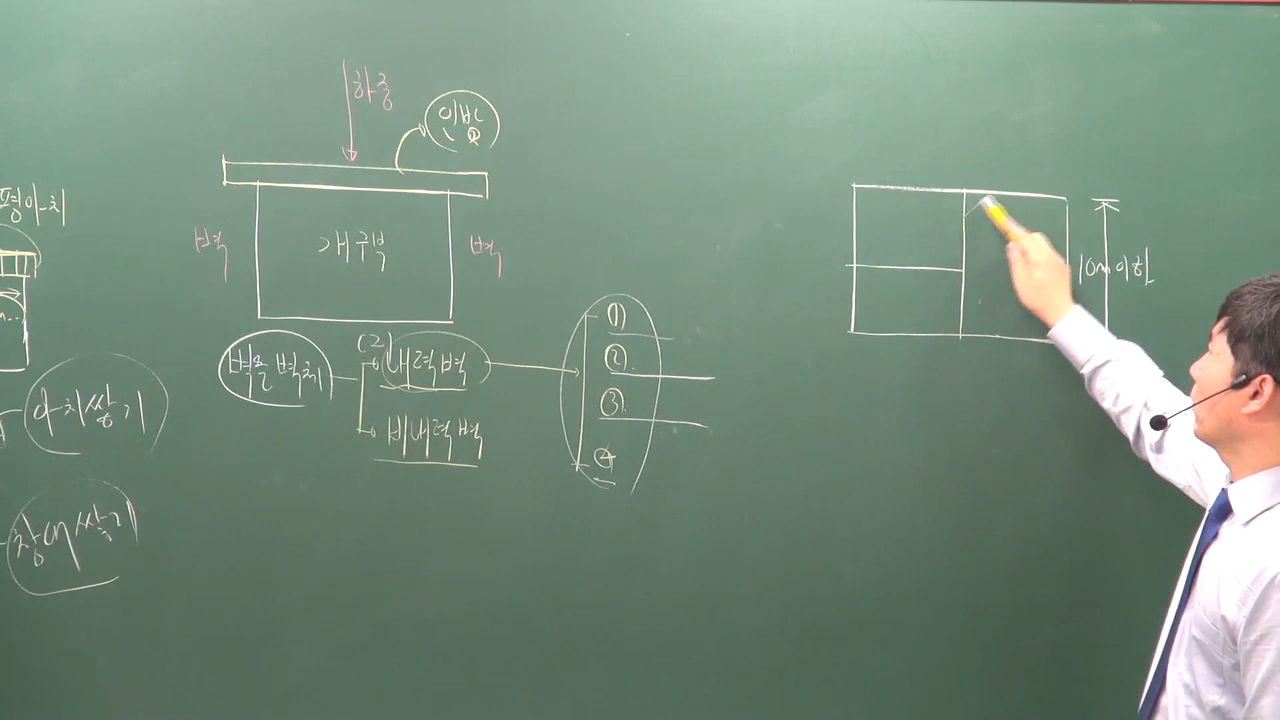 하중
인방
평아치
벽
개구부
벽
10m 이하
벽돌 벽체
(2)
내력벽
비내력벽
①
②
③
④
아치쌓기
창대쌓기